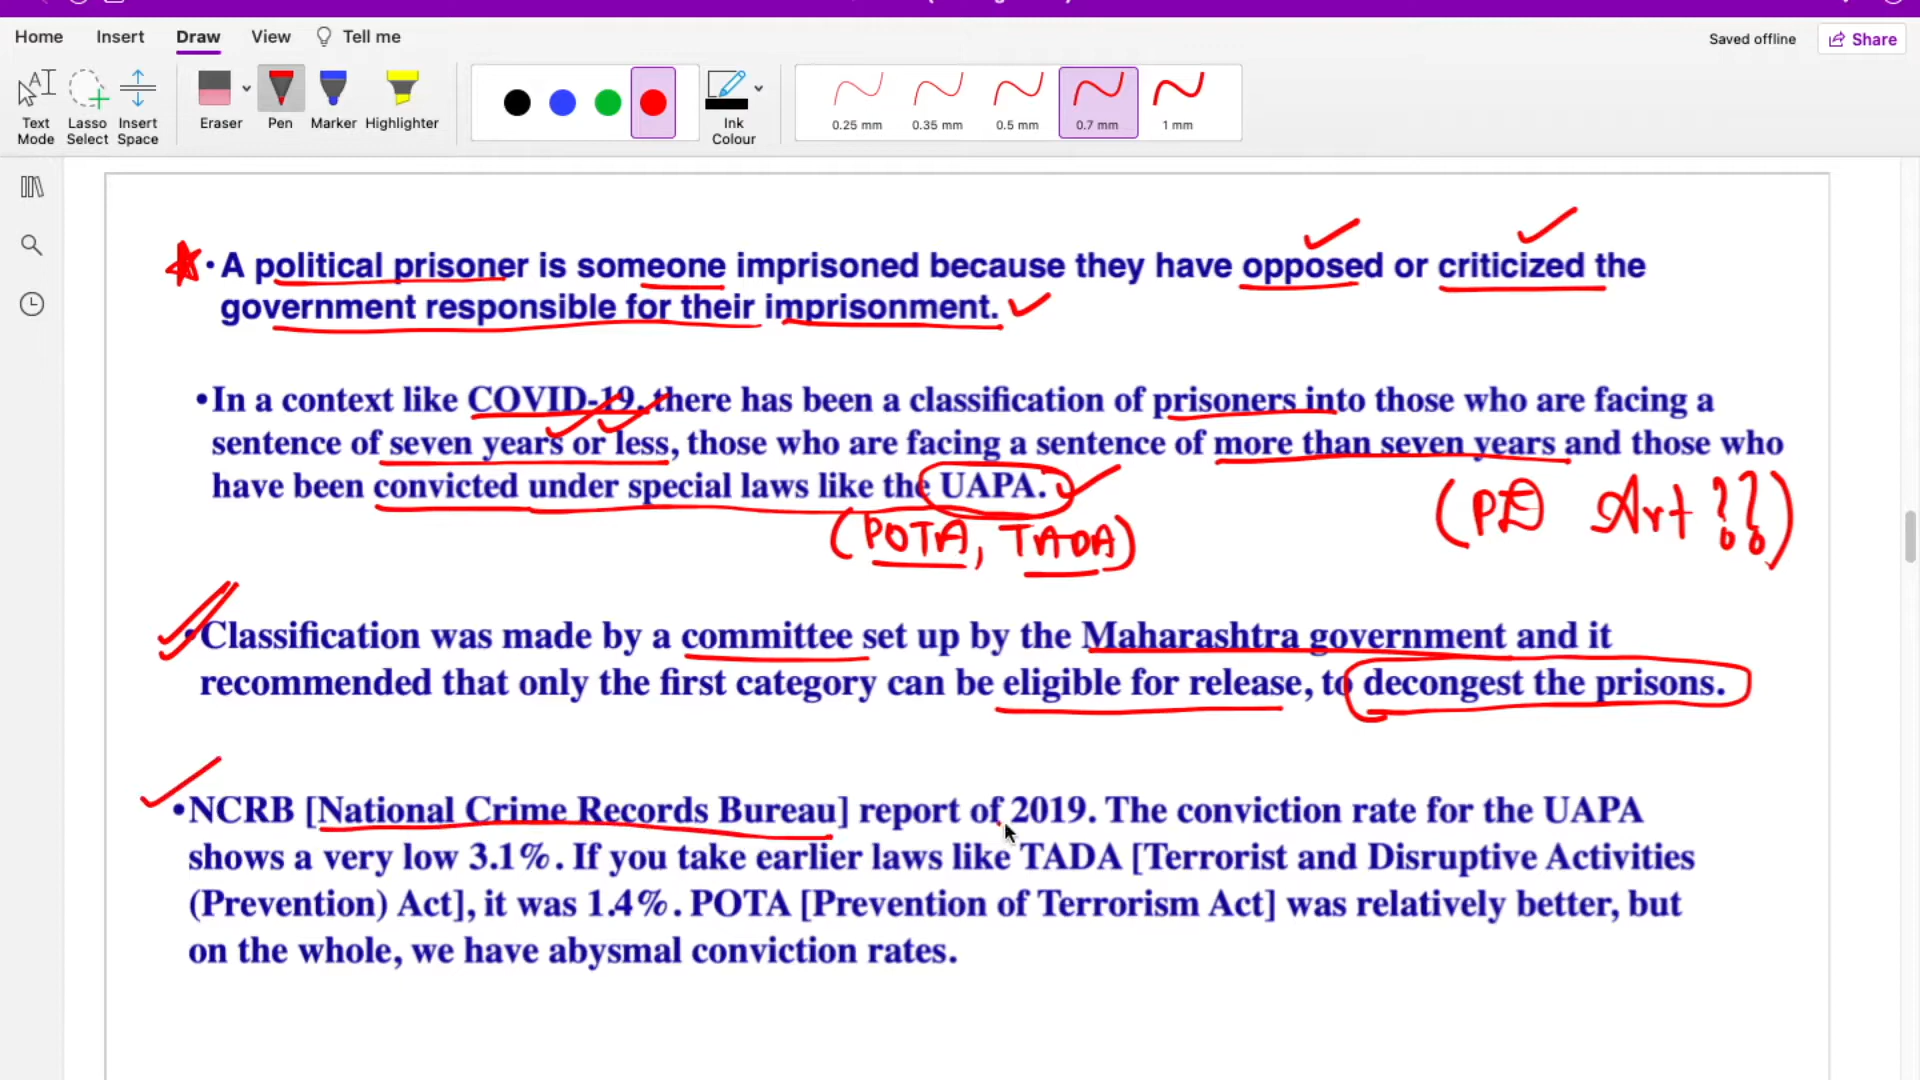 Home Insert Draw View Tell me
Saved offline Share
Text Mode
Lasso Select
Insert Space
Eraser
Pen
Marker
Highlighter
Ink Colour
0.25 mm 0.35 mm 0.5 mm 0.7 mm 1 mm
• A political prisoner is someone imprisoned because they have opposed or criticized the
government responsible for their imprisonment.
•In a context like COVID-19, there has been a classification of prisoners into those who are facing a
sentence of seven years or less, those who are facing a sentence of more than seven years and those who
have been convicted under special laws like the UAPA.
(POTA, TADA)
(PD Art ??)
•Classification was made by a committee set up by the Maharashtra government and it
recommended that only the first category can be eligible for release, to decongest the prisons.
•NCRB [National Crime Records Bureau] report of 2019. The conviction rate for the UAPA
shows a very low 3.1%. If you take earlier laws like TADA [Terrorist and Disruptive Activities
(Prevention) Act], it was 1.4%. POTA [Prevention of Terrorism Act] was relatively better, but
on the whole, we have abysmal conviction rates.